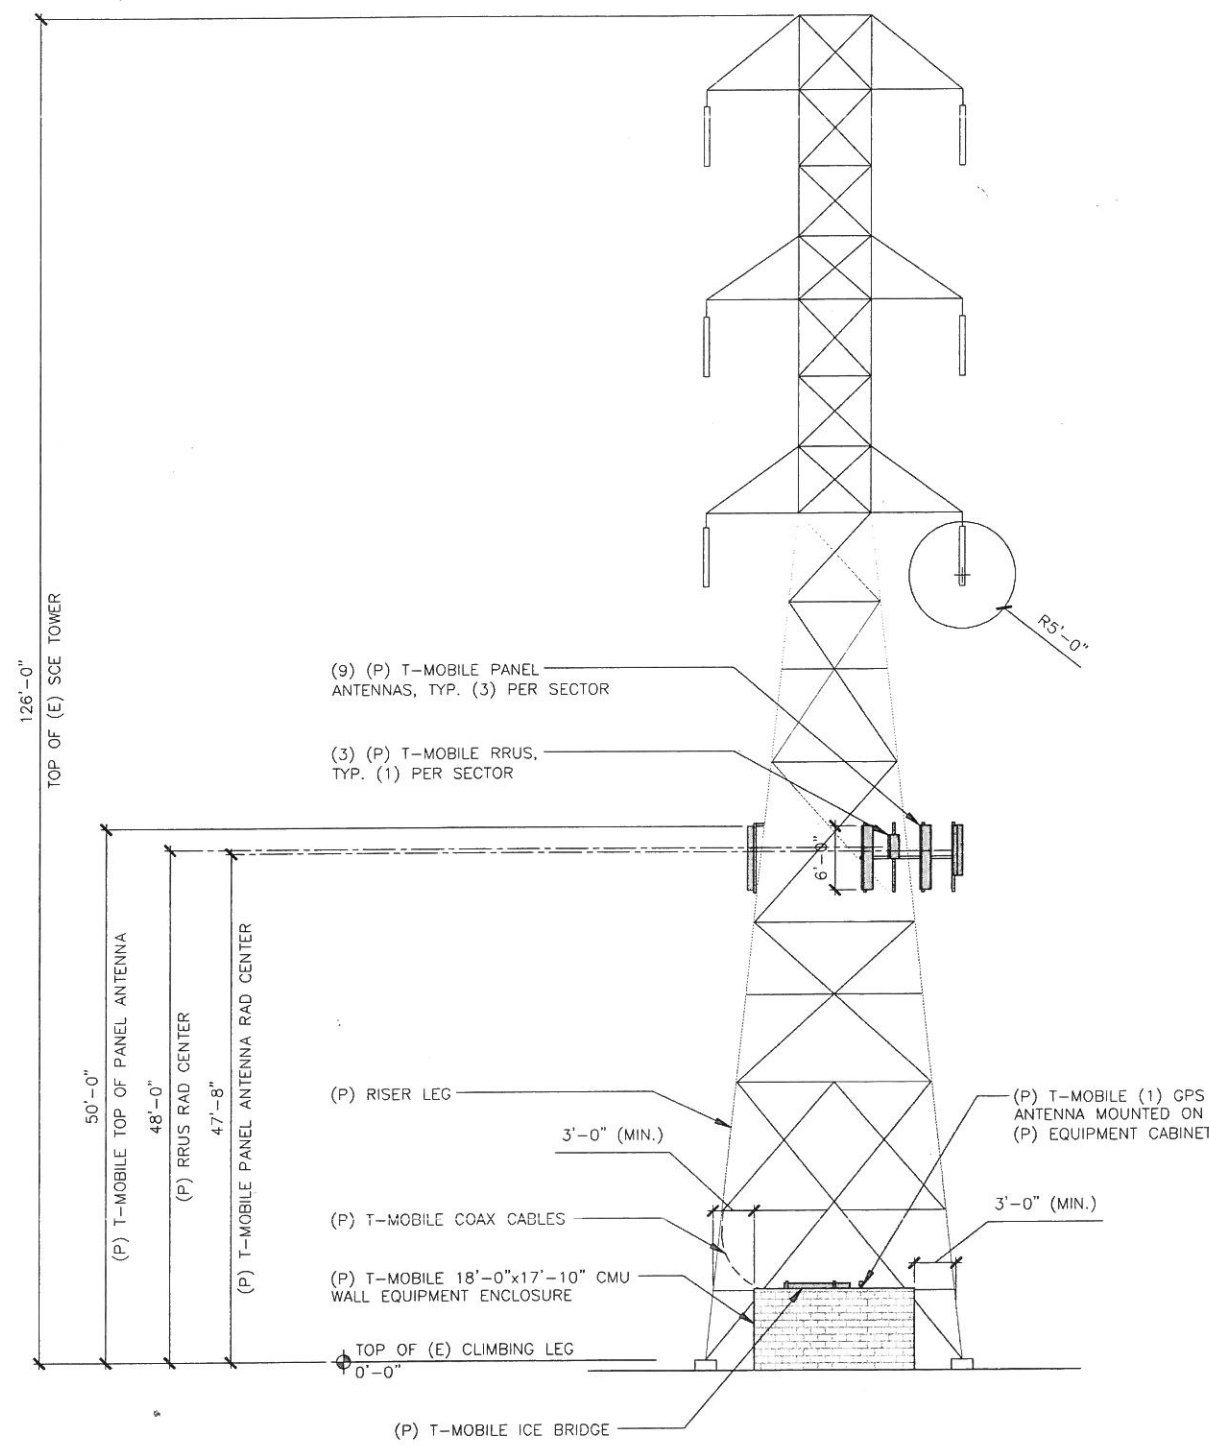 126'-0"
TOP OF (E) SCE TOWER
R5'-0"
(9) (P) T-MOBILE PANEL
ANTENNAS, TYP. (3) PER SECTOR
(3) (P) T-MOBILE RRUS,
TYP. (1) PER SECTOR
6'-0"
50'-0"
(P) T-MOBILE TOP OF PANEL ANTENNA
48'-0"
(P) RRUS RAD CENTER
47'-8"
(P) T-MOBILE PANEL ANTENNA RAD CENTER
(P) RISER LEG
3'-0" (MIN.)
(P) T-MOBILE (1) GPS
ANTENNA MOUNTED ON
(P) EQUIPMENT CABINET
3'-0" (MIN.)
(P) T-MOBILE COAX CABLES
(P) T-MOBILE 18'-0"x17'-10" CMU
WALL EQUIPMENT ENCLOSURE
TOP OF (E) CLIMBING LEG
0'-0"
(P) T-MOBILE ICE BRIDGE